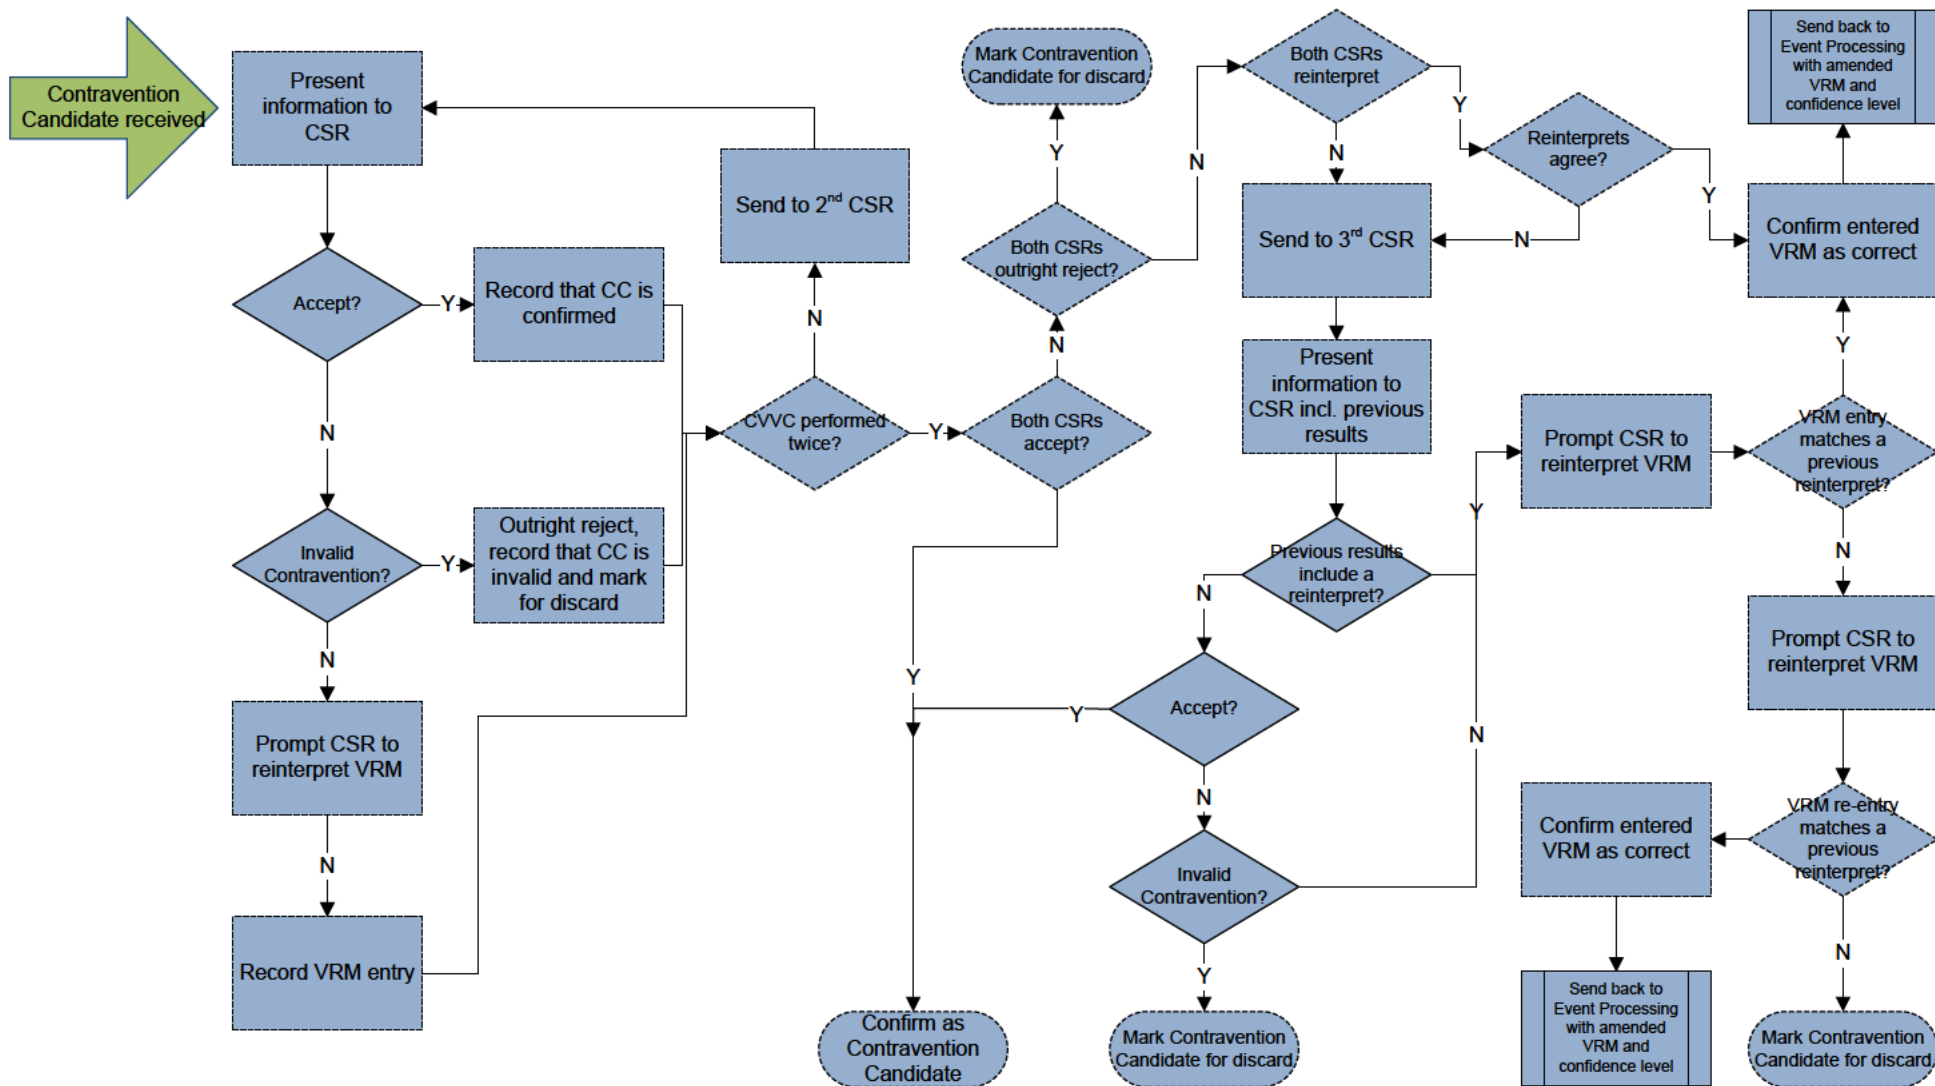 Contravention
Candidate received
Present
information to
CSR
Accept?
Y
Record that CC is
confirmed
N
Invalid
Contravention?
Y
Outright reject,
record that CC is
invalid and mark
for discard
N
Prompt CSR to
reinterpret VRM
N
Record VRM entry
Send to 2nd CSR
N
CVVC performed
twice?
Y
Both CSRs
accept?
N
Y
Both CSRs
outright reject?
Y
Mark Contravention
Candidate for discard
N
Both CSRs
reinterpret
Y
N
Reinterprets
agree?
Y
N
Send to 3rd CSR
Present
information to
CSR incl. previous
results
Previous results
include a
reinterpret?
Y
N
Accept?
Y
N
Invalid
Contravention?
N
Y
Confirm as
Contravention
Candidate
Mark Contravention
Candidate for discard
Send back to
Event Processing
with amended
VRM and
confidence level
Confirm entered
VRM as correct
Y
Prompt CSR to
reinterpret VRM
VRM entry
matches a
previous
reinterpret?
N
Prompt CSR to
reinterpret VRM
VRM re-entry
matches a
previous
reinterpret?
Confirm entered
VRM as correct
N
Send back to
Event Processing
with amended
VRM and
confidence level
Mark Contravention
Candidate for discard